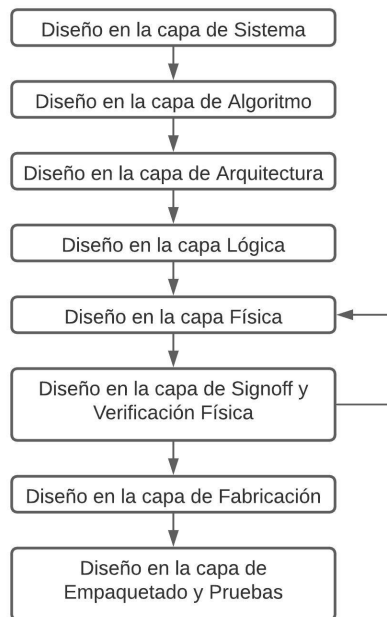 Diseño en la capa de Sistema
Diseño en la capa de Algoritmo
Diseño en la capa de Arquitectura
Diseño en la capa Lógica
Diseño en la capa Física
Diseño en la capa de Signoff y
Verificación Física
Diseño en la capa de Fabricación
Diseño en la capa de
Empaquetado y Pruebas